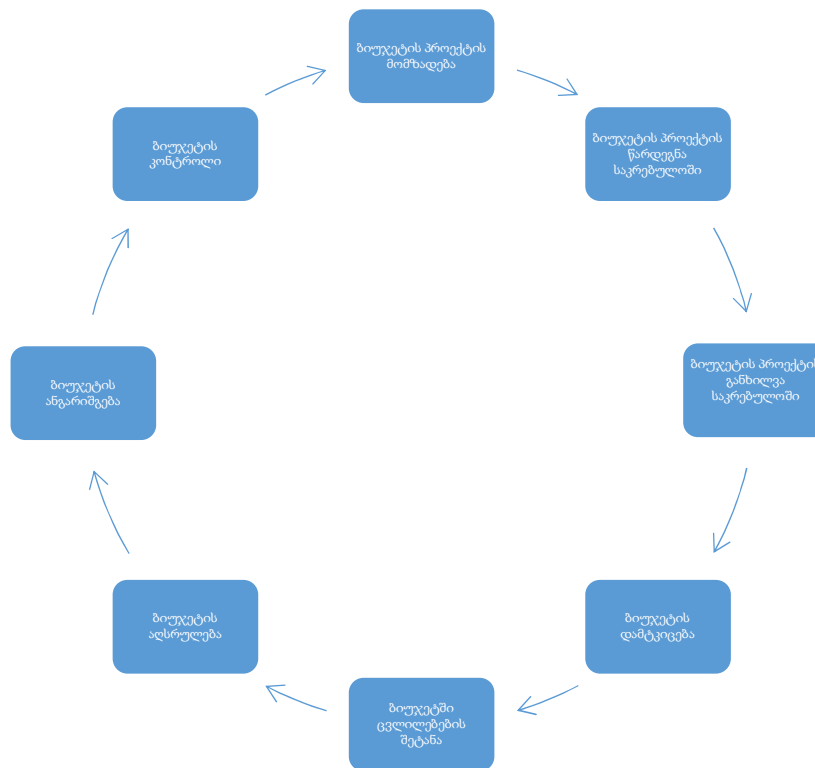 ბიუჯეტის პროექტის
მომზადება
ბიუჯეტის პროექტის
წარდეგნა
საკრებულოში
ბიუჯეტის პროექტის
განხილვა
საკრებულოში
ბიუჯეტის
დამტკიცება
ბიუჯეტში
ცვლილებების
შეტანა
ბიუჯეტის
აღსრულება
ბიუჯეტის
ანგარიშგება
ბიუჯეტის
კონტროლი